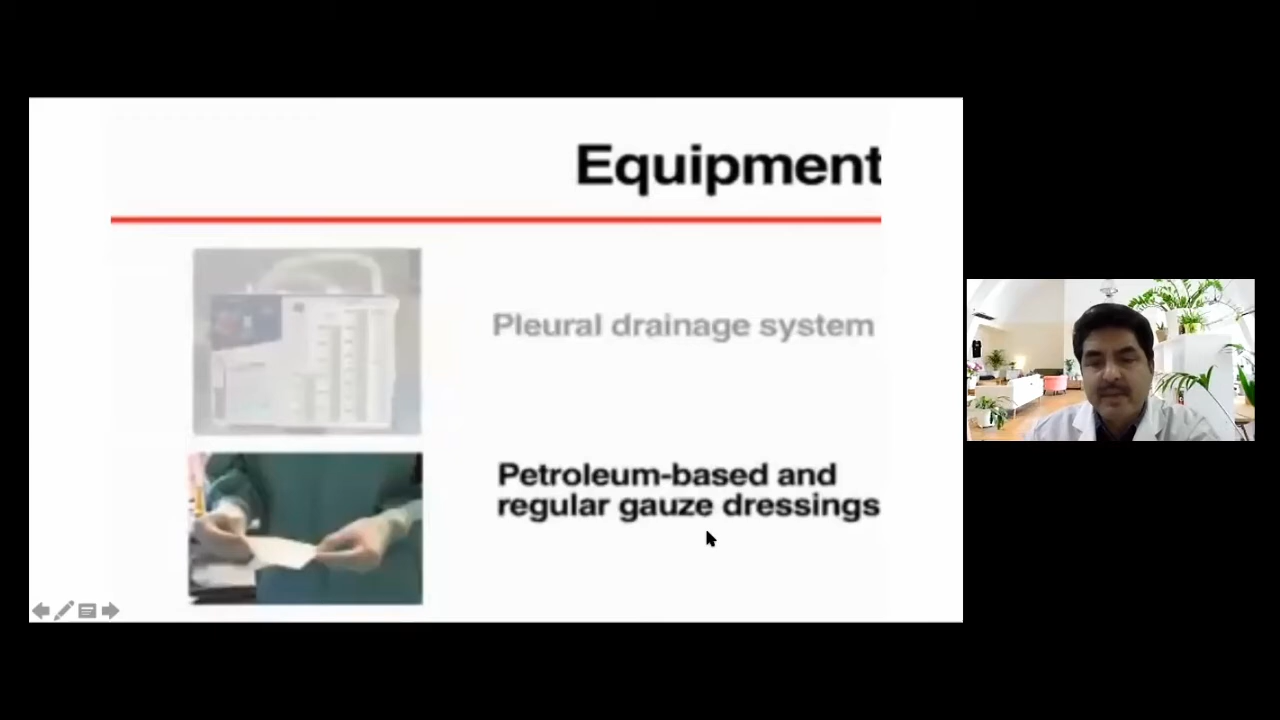 Equipment
Pleural drainage system
Petroleum-based and
regular gauze dressings